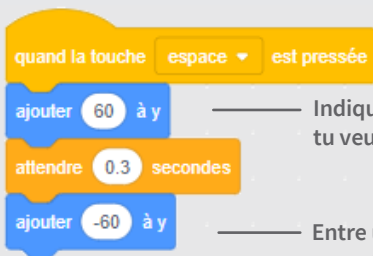 quand la touche espace est pressée
ajouter 60 à y
Indiqu
tu veu
attendre 0.3 secondes
ajouter -60 à y
Entre